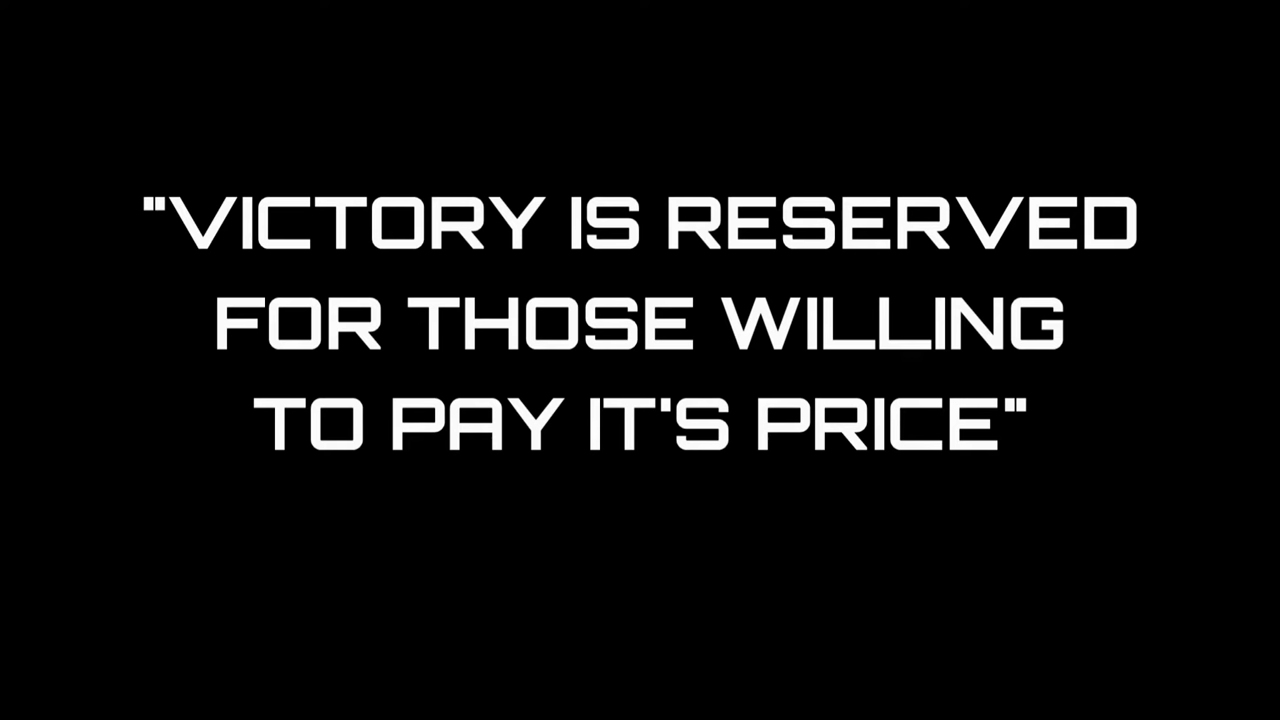 "VICTORY IS RESERVED
FOR THOSE WILLING
TO PAY IT'S PRICE"